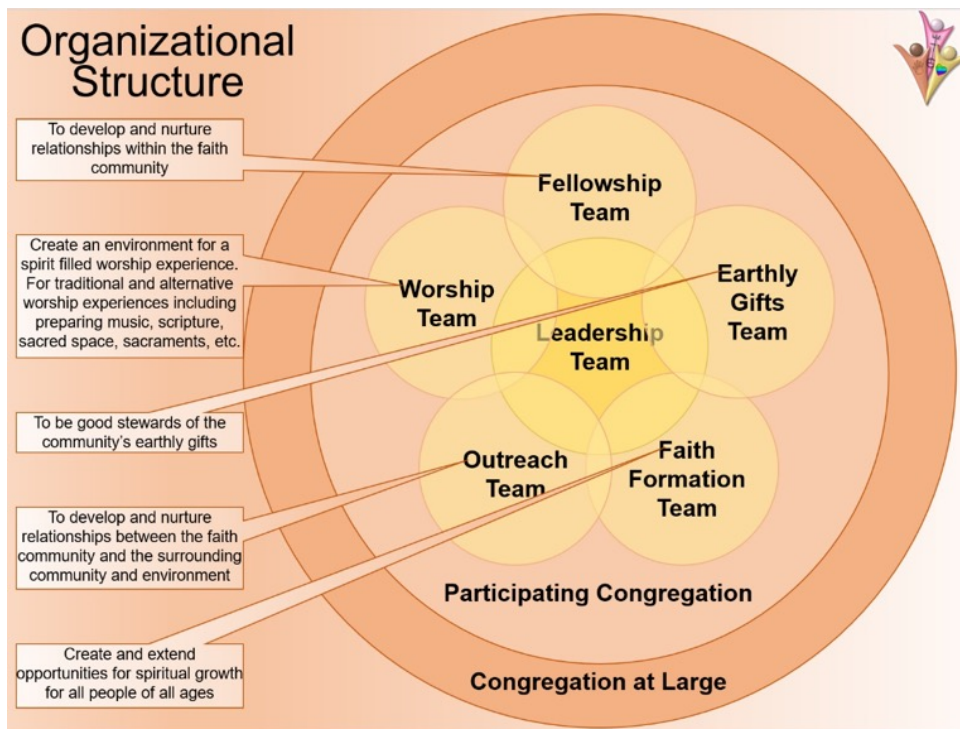 Organizational
Structure
To develop and nurture
relationships within the faith
community
Create an environment for a
spirit filled worship experience.
For traditional and alternative
worship experiences including
preparing music, scripture,
sacred space, sacraments, etc.
To be good stewards of the
community's earthly gifts
To develop and nurture
relationships between the faith
community and the surrounding
community and environment
Create and extend
opportunities for spiritual growth
for all people of all ages
Fellowship
Team
Worship
Team
Earthly
Gifts
Team
Leadership
Team
Outreach
Team
Faith
Formation
Team
Participating Congregation
Congregation at Large